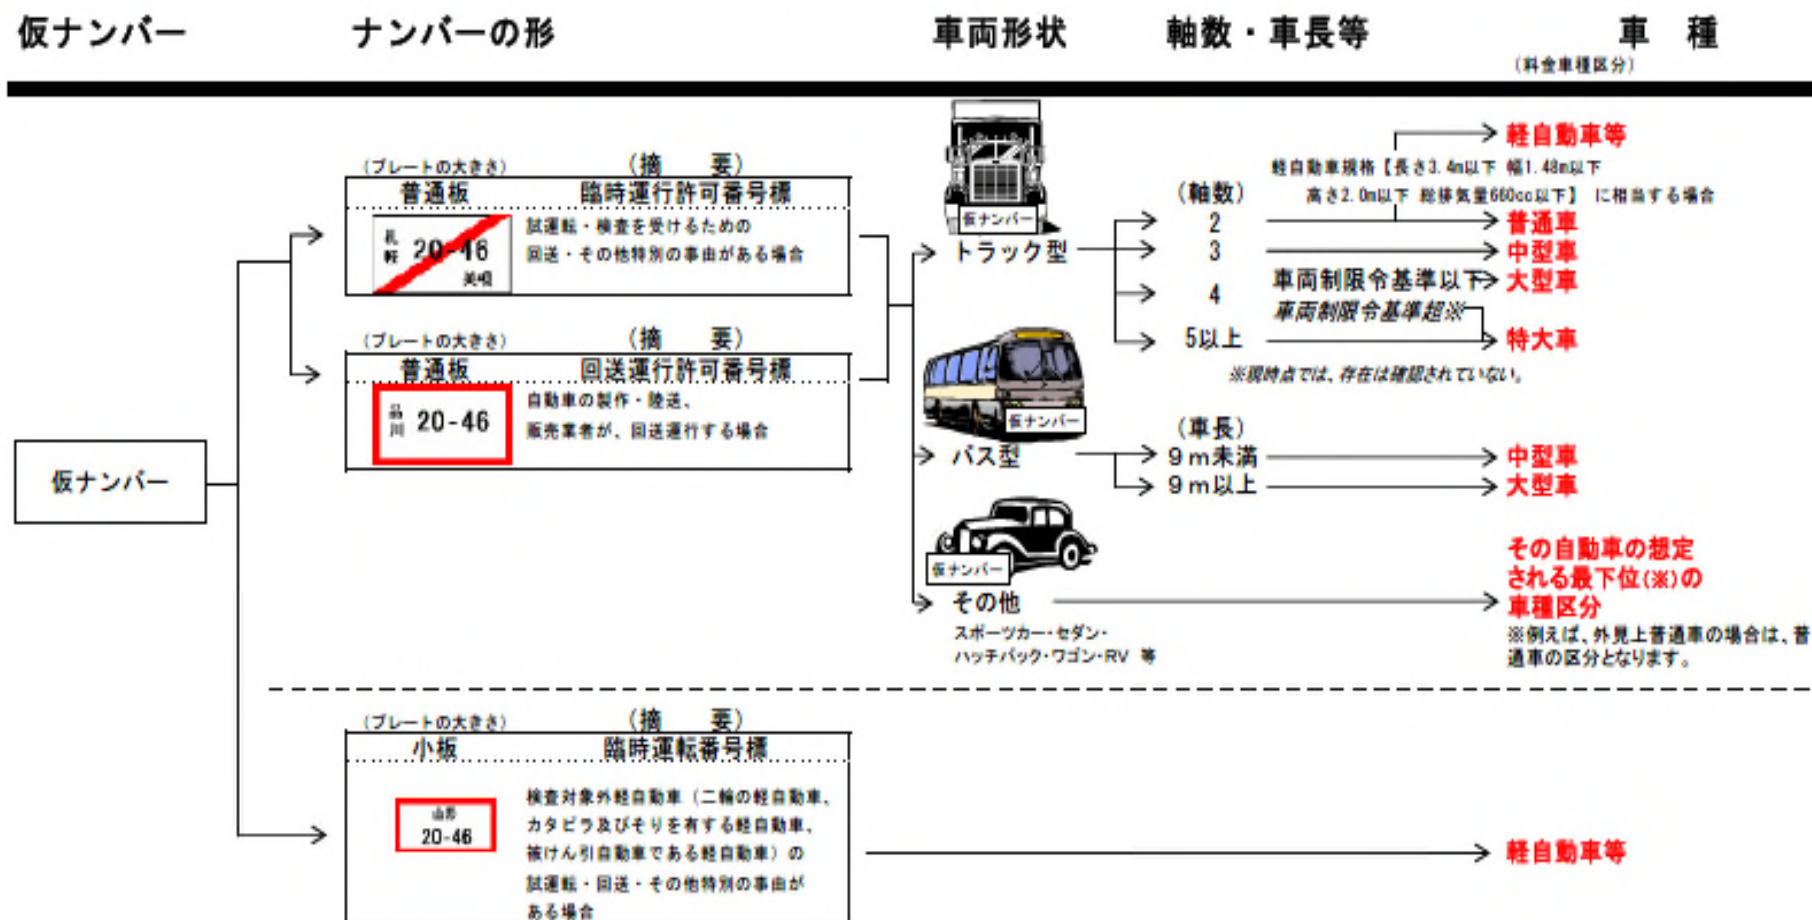 仮ナンバー ナンバーの形 車両形状 軸数・車長等 車 種
(料金車種区分)
(プレートの大きさ) (摘 要)
普通板 臨時運行許可番号標
札軽 20-46 美唄
試運転・検査を受けるための
回送・その他特別の事由がある場合
(プレートの大きさ) (摘 要)
普通板 回送運行許可番号標
品川 20-46
自動車の製作・陸送、
販売業者が、回送運行する場合
仮ナンバー
仮ナンバー
トラック型
(軸数)
軽自動車等
軽自動車規格【長さ3.4m以下 幅1.48m以下
高さ2.0m以下 総排気量660cc以下】 に相当する場合
2 普通車
3 中型車
4 車両制限令基準以下 大型車
車両制限令基準超※
5以上 特大車
※現時点では、存在は確認されていない。
仮ナンバー
バス型
(車長)
9m未満 中型車
9m以上 大型車
仮ナンバー
その他
スポーツカー・セダン・
ハッチバック・ワゴン・RV 等
その自動車の想定
される最下位(※)の
車種区分
※例えば、外見上普通車の場合は、普
通車の区分となります。
(プレートの大きさ) (摘 要)
小板 臨時運転番号標
山形
20-46
検査対象外軽自動車(二輪の軽自動車、
カタピラ及びそりを有する軽自動車、
被けん引自動車である軽自動車)の
試運転・回送・その他特別の事由が
ある場合
軽自動車等